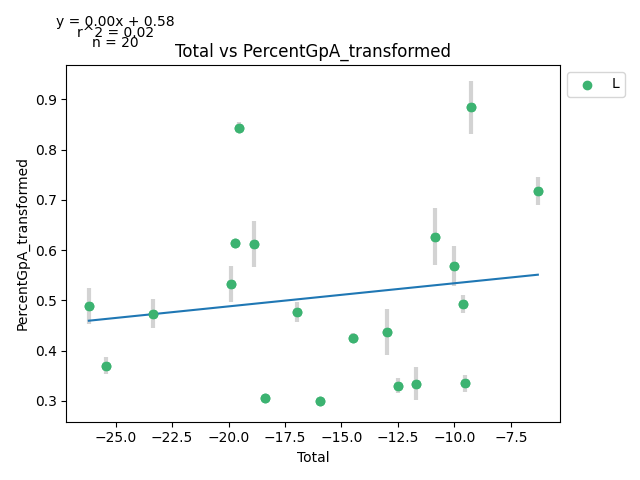 y = 0.00x + 0.58
r^2 = 0.02
n = 20
Total vs PercentGpA_transformed
L
PercentGpA_transformed
0.9
0.8
0.7
0.6
0.5
0.4
0.3
−25.0 −22.5 −20.0 −17.5 −15.0 −12.5 −10.0 −7.5
Total